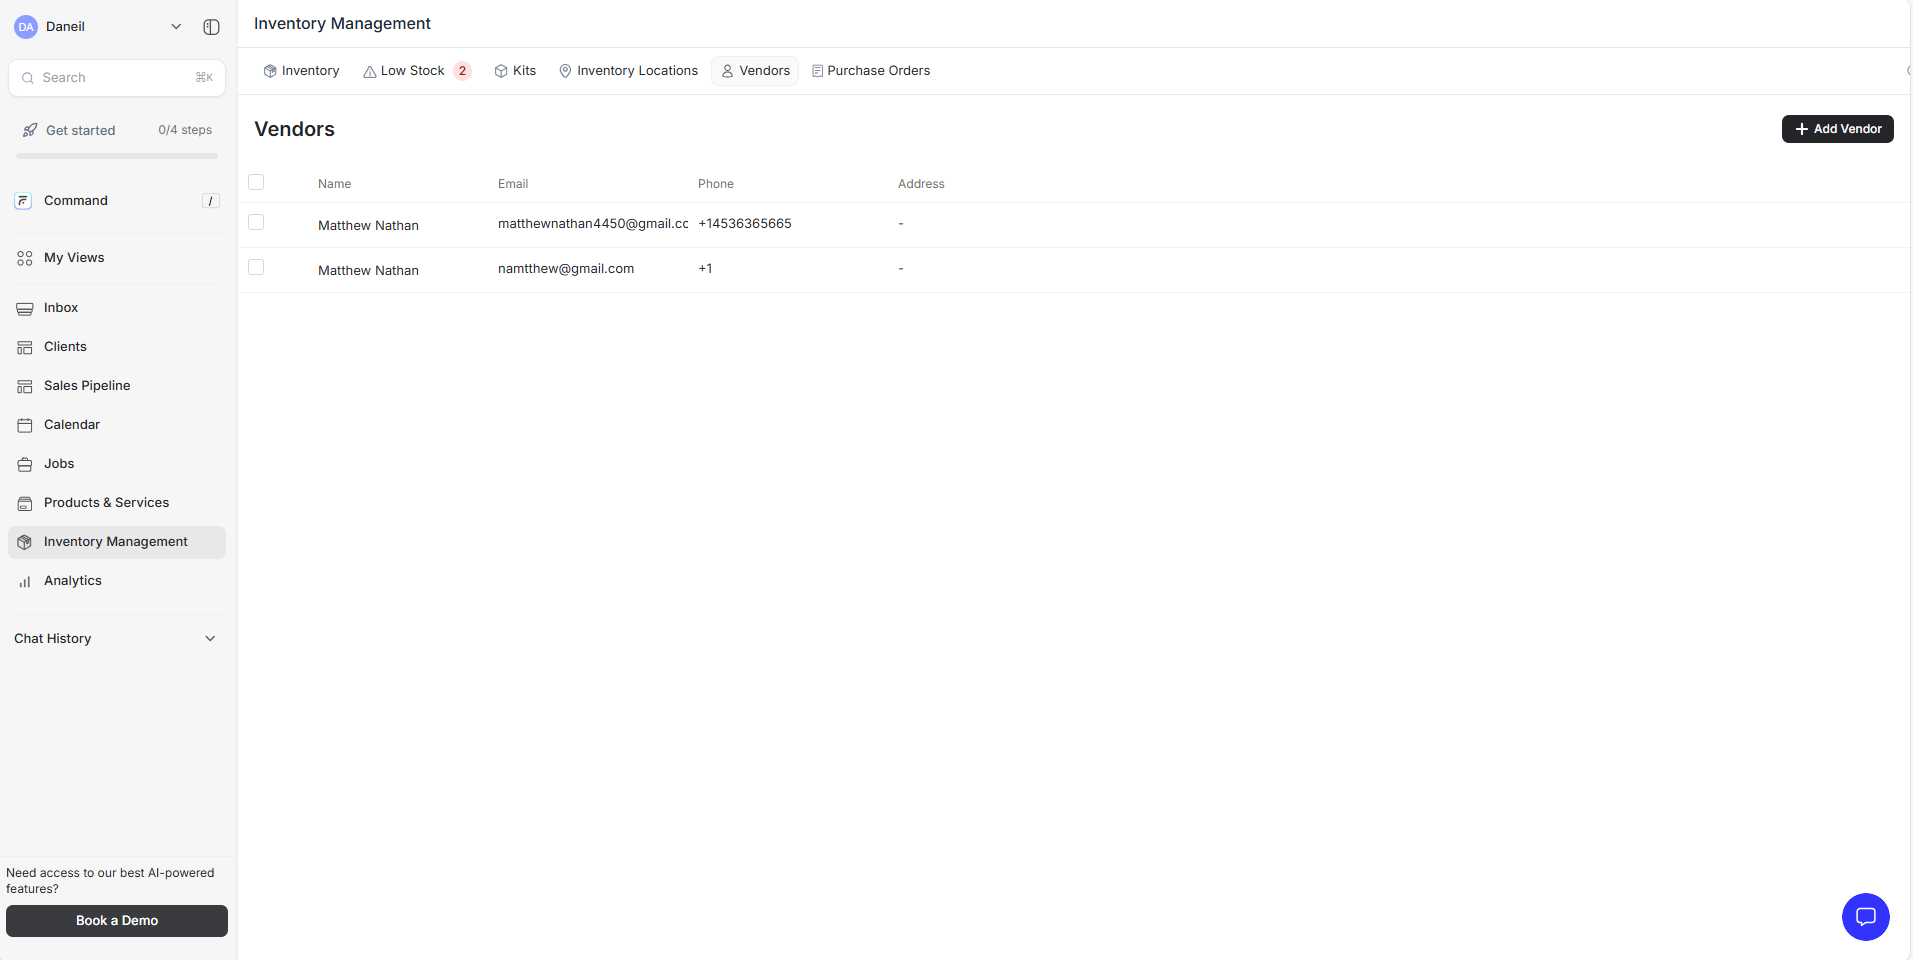 DA Daneil
Search ⌘K
Get started 0/4 steps
Command /
My Views
Inbox
Clients
Sales Pipeline
Calendar
Jobs
Products & Services
Inventory Management
Analytics
Chat History
Need access to our best AI-powered
features?
Book a Demo
Inventory Management
Inventory Low Stock 2 Kits Inventory Locations Vendors Purchase Orders
Vendors
+ Add Vendor
Name Email Phone Address
Matthew Nathan matthewnathan4450@gmail.cc +14536365665 -
Matthew Nathan namtthew@gmail.com +1 -